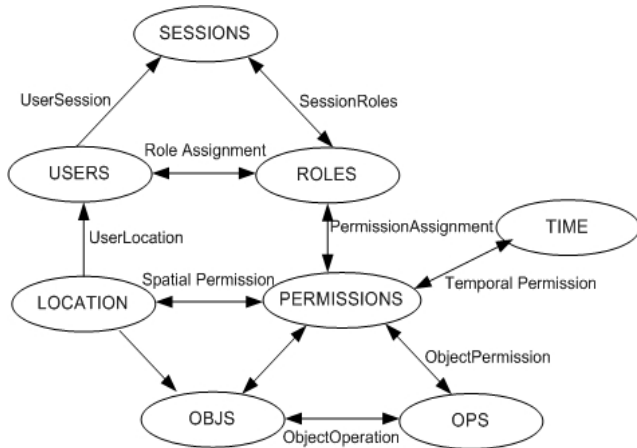 SESSIONS
UserSession
SessionRoles
Role Assignment
USERS
ROLES
PermissionAssignment
TIME
UserLocation
Spatial Permission
Temporal Permission
LOCATION
PERMISSIONS
ObjectPermission
OBJS
OPS
ObjectOperation